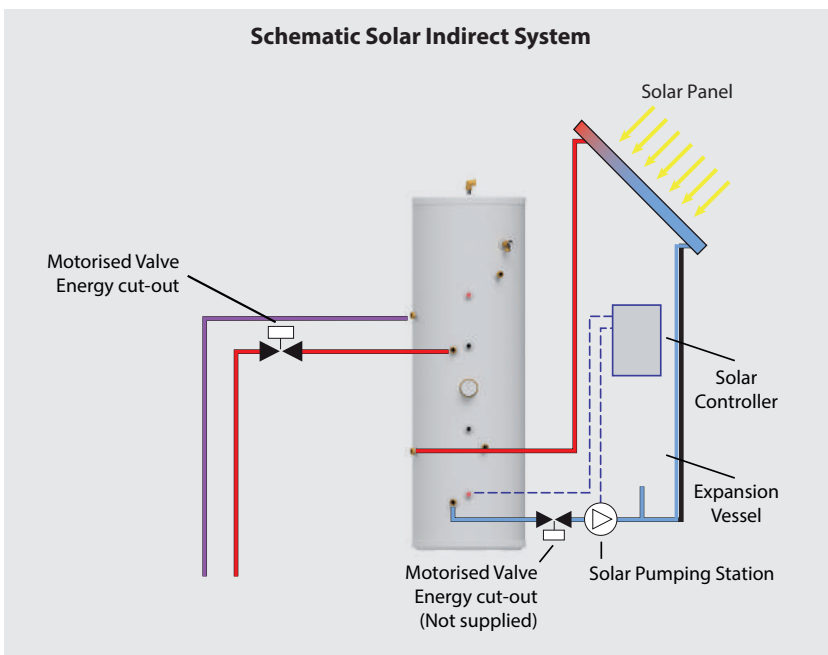 Schematic Solar Indirect System
Solar Panel
Motorised Valve
Energy cut-out
Solar
Controller
Expansion
Vessel
Motorised Valve
Energy cut-out
(Not supplied)
Solar Pumping Station